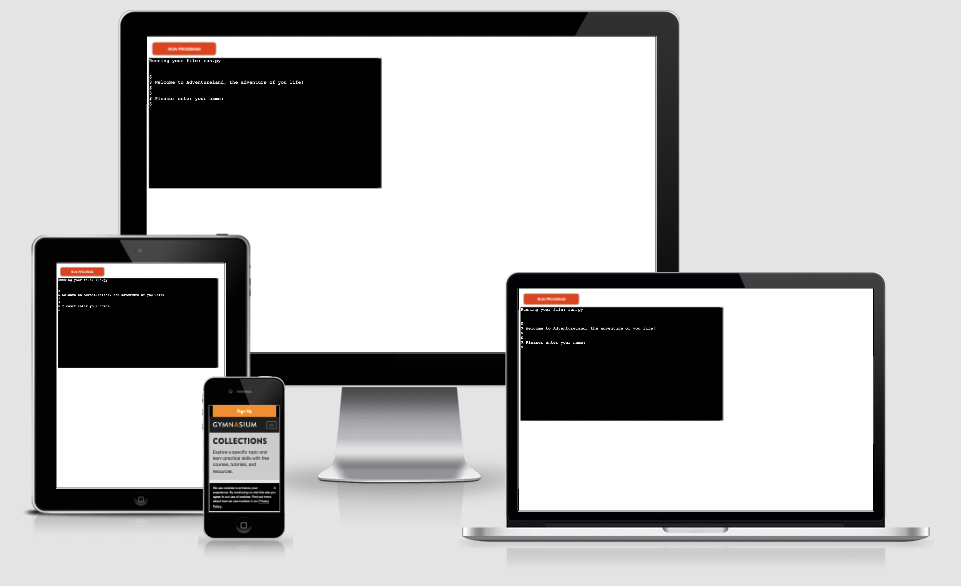 RUN PROGRAM
Running your file: run.py
$
$ Welcome to Adventureland, the adventure of you life!
$
$
$ Please enter your name:
$
RUN PROGRAM
Running your file: run.py
$
$ Welcome to Adventureland, the adventure of you life!
$
$ Please enter your name:
$
Sign Up
GYMNASIUM
COLLECTIONS
Explore a specific topic and
learn practical skills with free
courses, tutorials, and
resources.
We use cookies to enhance your
experience. By continuing to visit this site you
agree to our use of cookies. Find out more
about how we use cookies in our Privacy
Policy.
RUN PROGRAM
Running your file: run.py
$
$ Welcome to Adventureland, the adventure of you life!
$
$
$ Please enter your name:
$